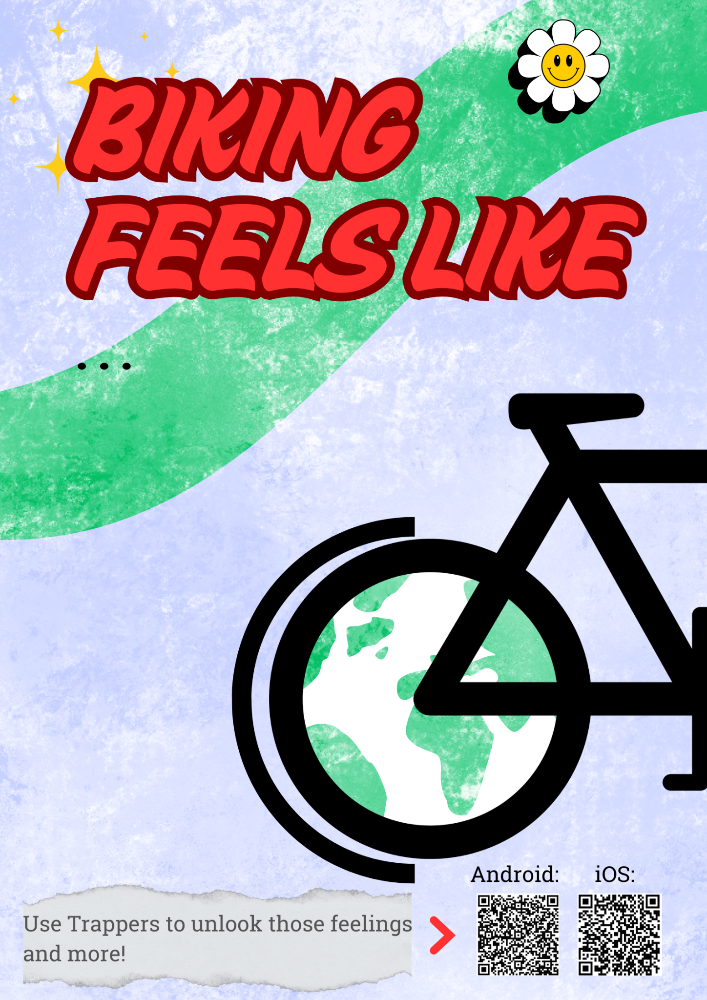 BIKING
FEELS LIKE
...
Android: iOS:
Use Trappers to unlook those feelings
and more!